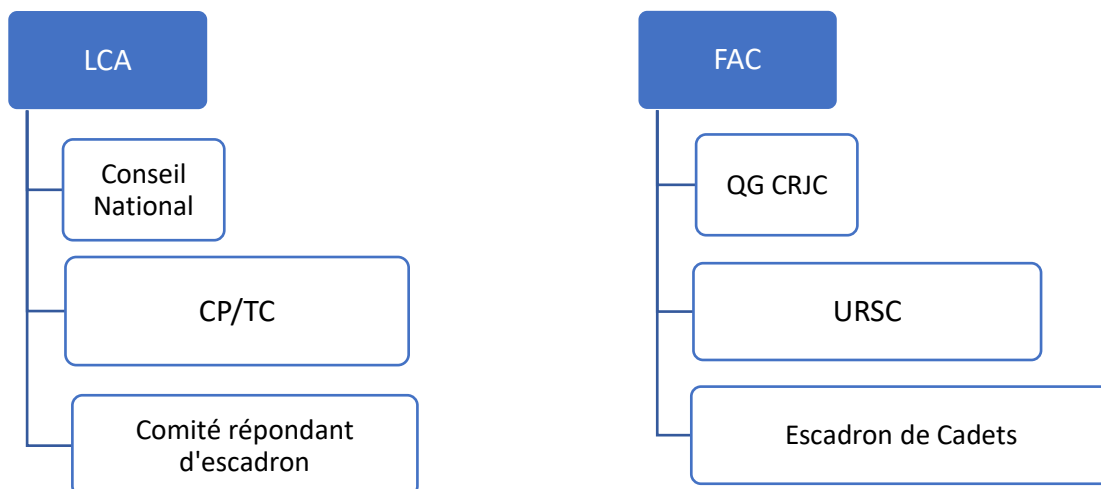 LCA
Conseil
National
CP/TC
Comité répondant
d'escadron
FAC
QG CRJC
URSC
Escadron de Cadets